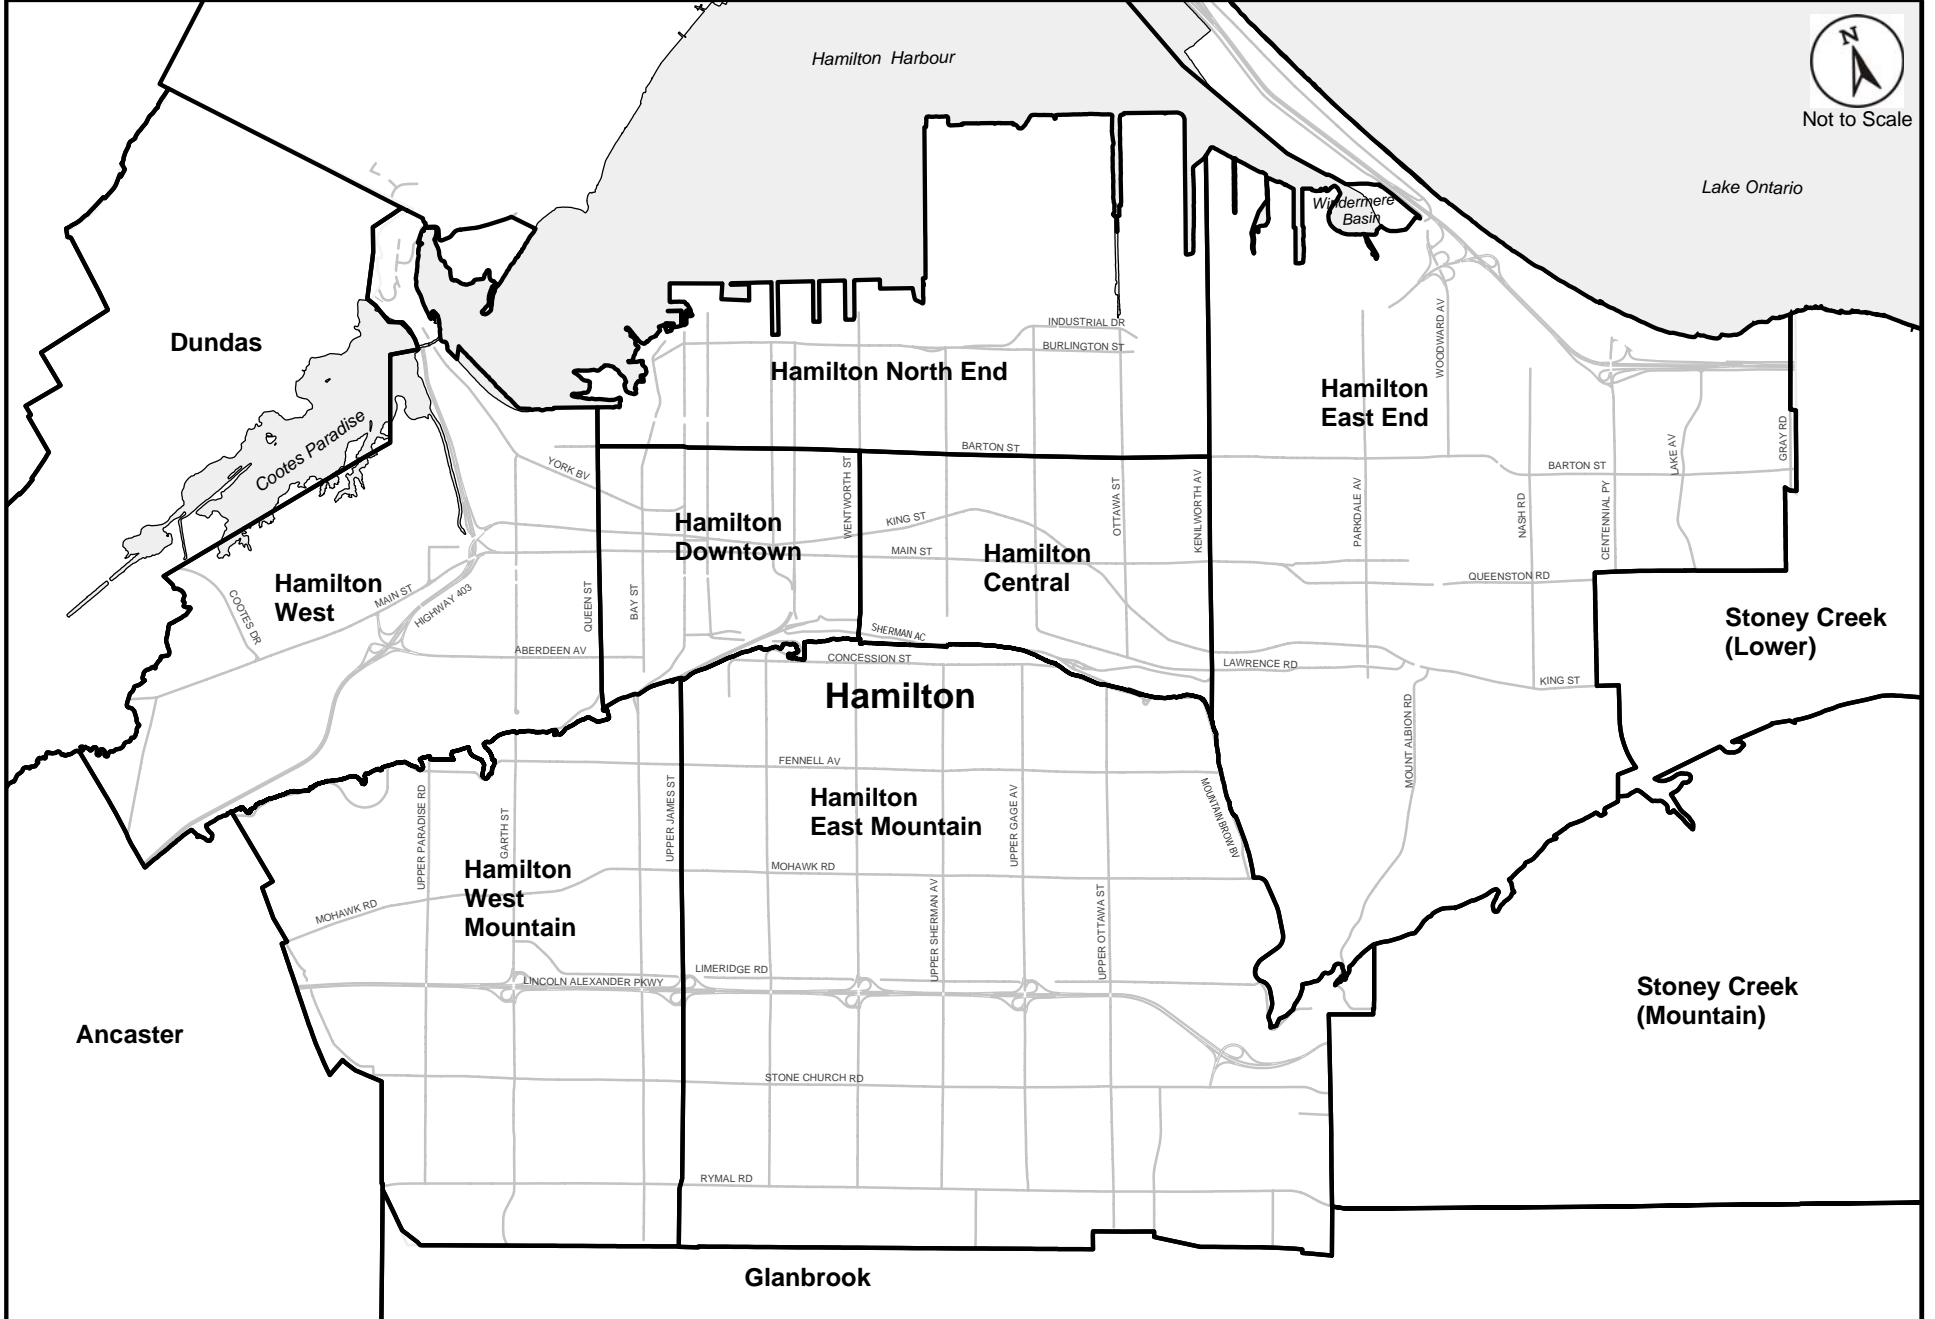 Hamilton Harbour
N
Not to Scale
Lake Ontario
Windermere
Basin
Dundas
Cootes Paradise
INDUSTRIAL DR
BURLINGTON ST
Hamilton North End
WOODWARD AV
Hamilton
East End
BARTON ST
YORK BV
WENTWORTH ST
OTTAWA ST
KENILWORTH AV
PARKDALE AV
NASH RD
BARTON ST
CENTENNIAL PY
LAKE AV
GRAY RD
Hamilton
Downtown
KING ST
MAIN ST
Hamilton
Central
QUEENSTON RD
Hamilton
West
COOTES DR
MAIN ST
HIGHWAY 403
QUEEN ST
BAY ST
ABERDEEN AV
SHERMAN AC
CONCESSION ST
LAWRENCE RD
KING ST
Stoney Creek
(Lower)
Hamilton
MOUNT ALBION RD
FENNELL AV
UPPER PARADISE RD
GARTH ST
UPPER JAMES ST
Hamilton
East Mountain
UPPER GAGE AV
MOUNTAIN BROW BV
MOHAWK RD
Hamilton
West
Mountain
MOHAWK RD
UPPER SHERMAN AV
UPPER OTTAWA ST
LIMERIDGE RD
LINCOLN ALEXANDER PKWY
Stoney Creek
(Mountain)
Ancaster
STONE CHURCH RD
RYMAL RD
Glanbrook